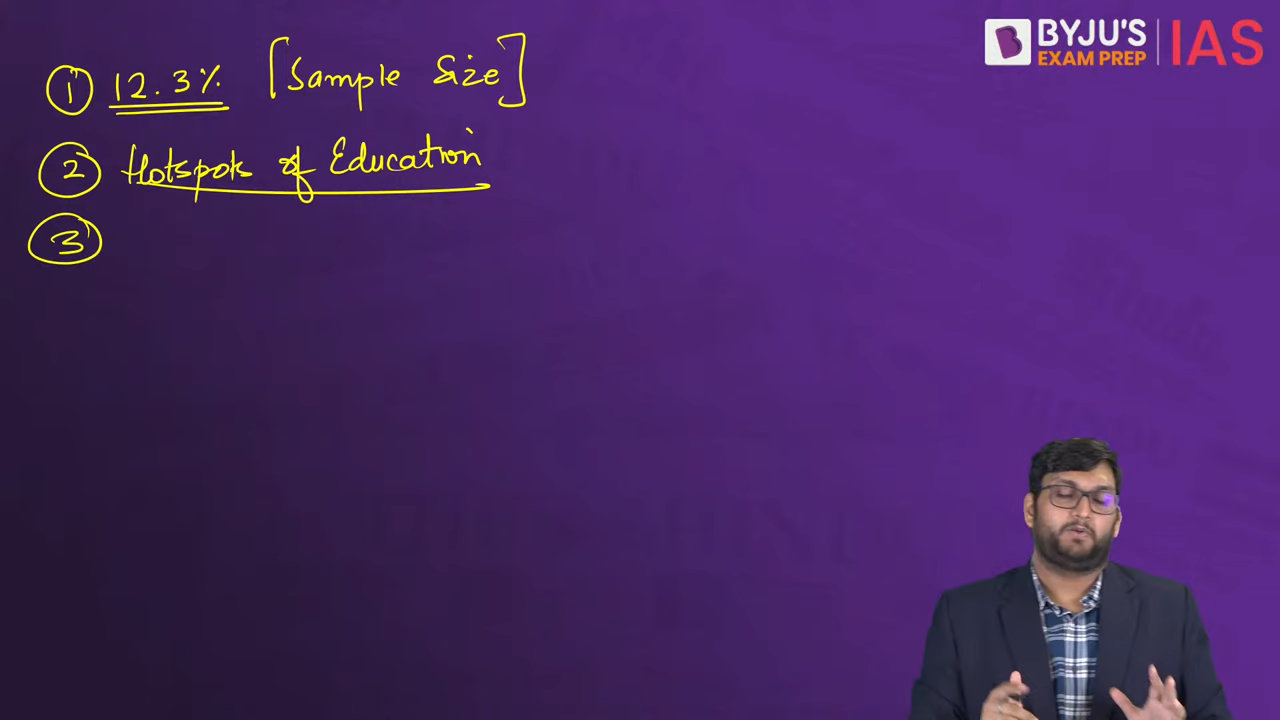 ① 12.3% [Sample Size]
② Hotspots of Education
③
BYJU'S
EXAM PREP
IAS